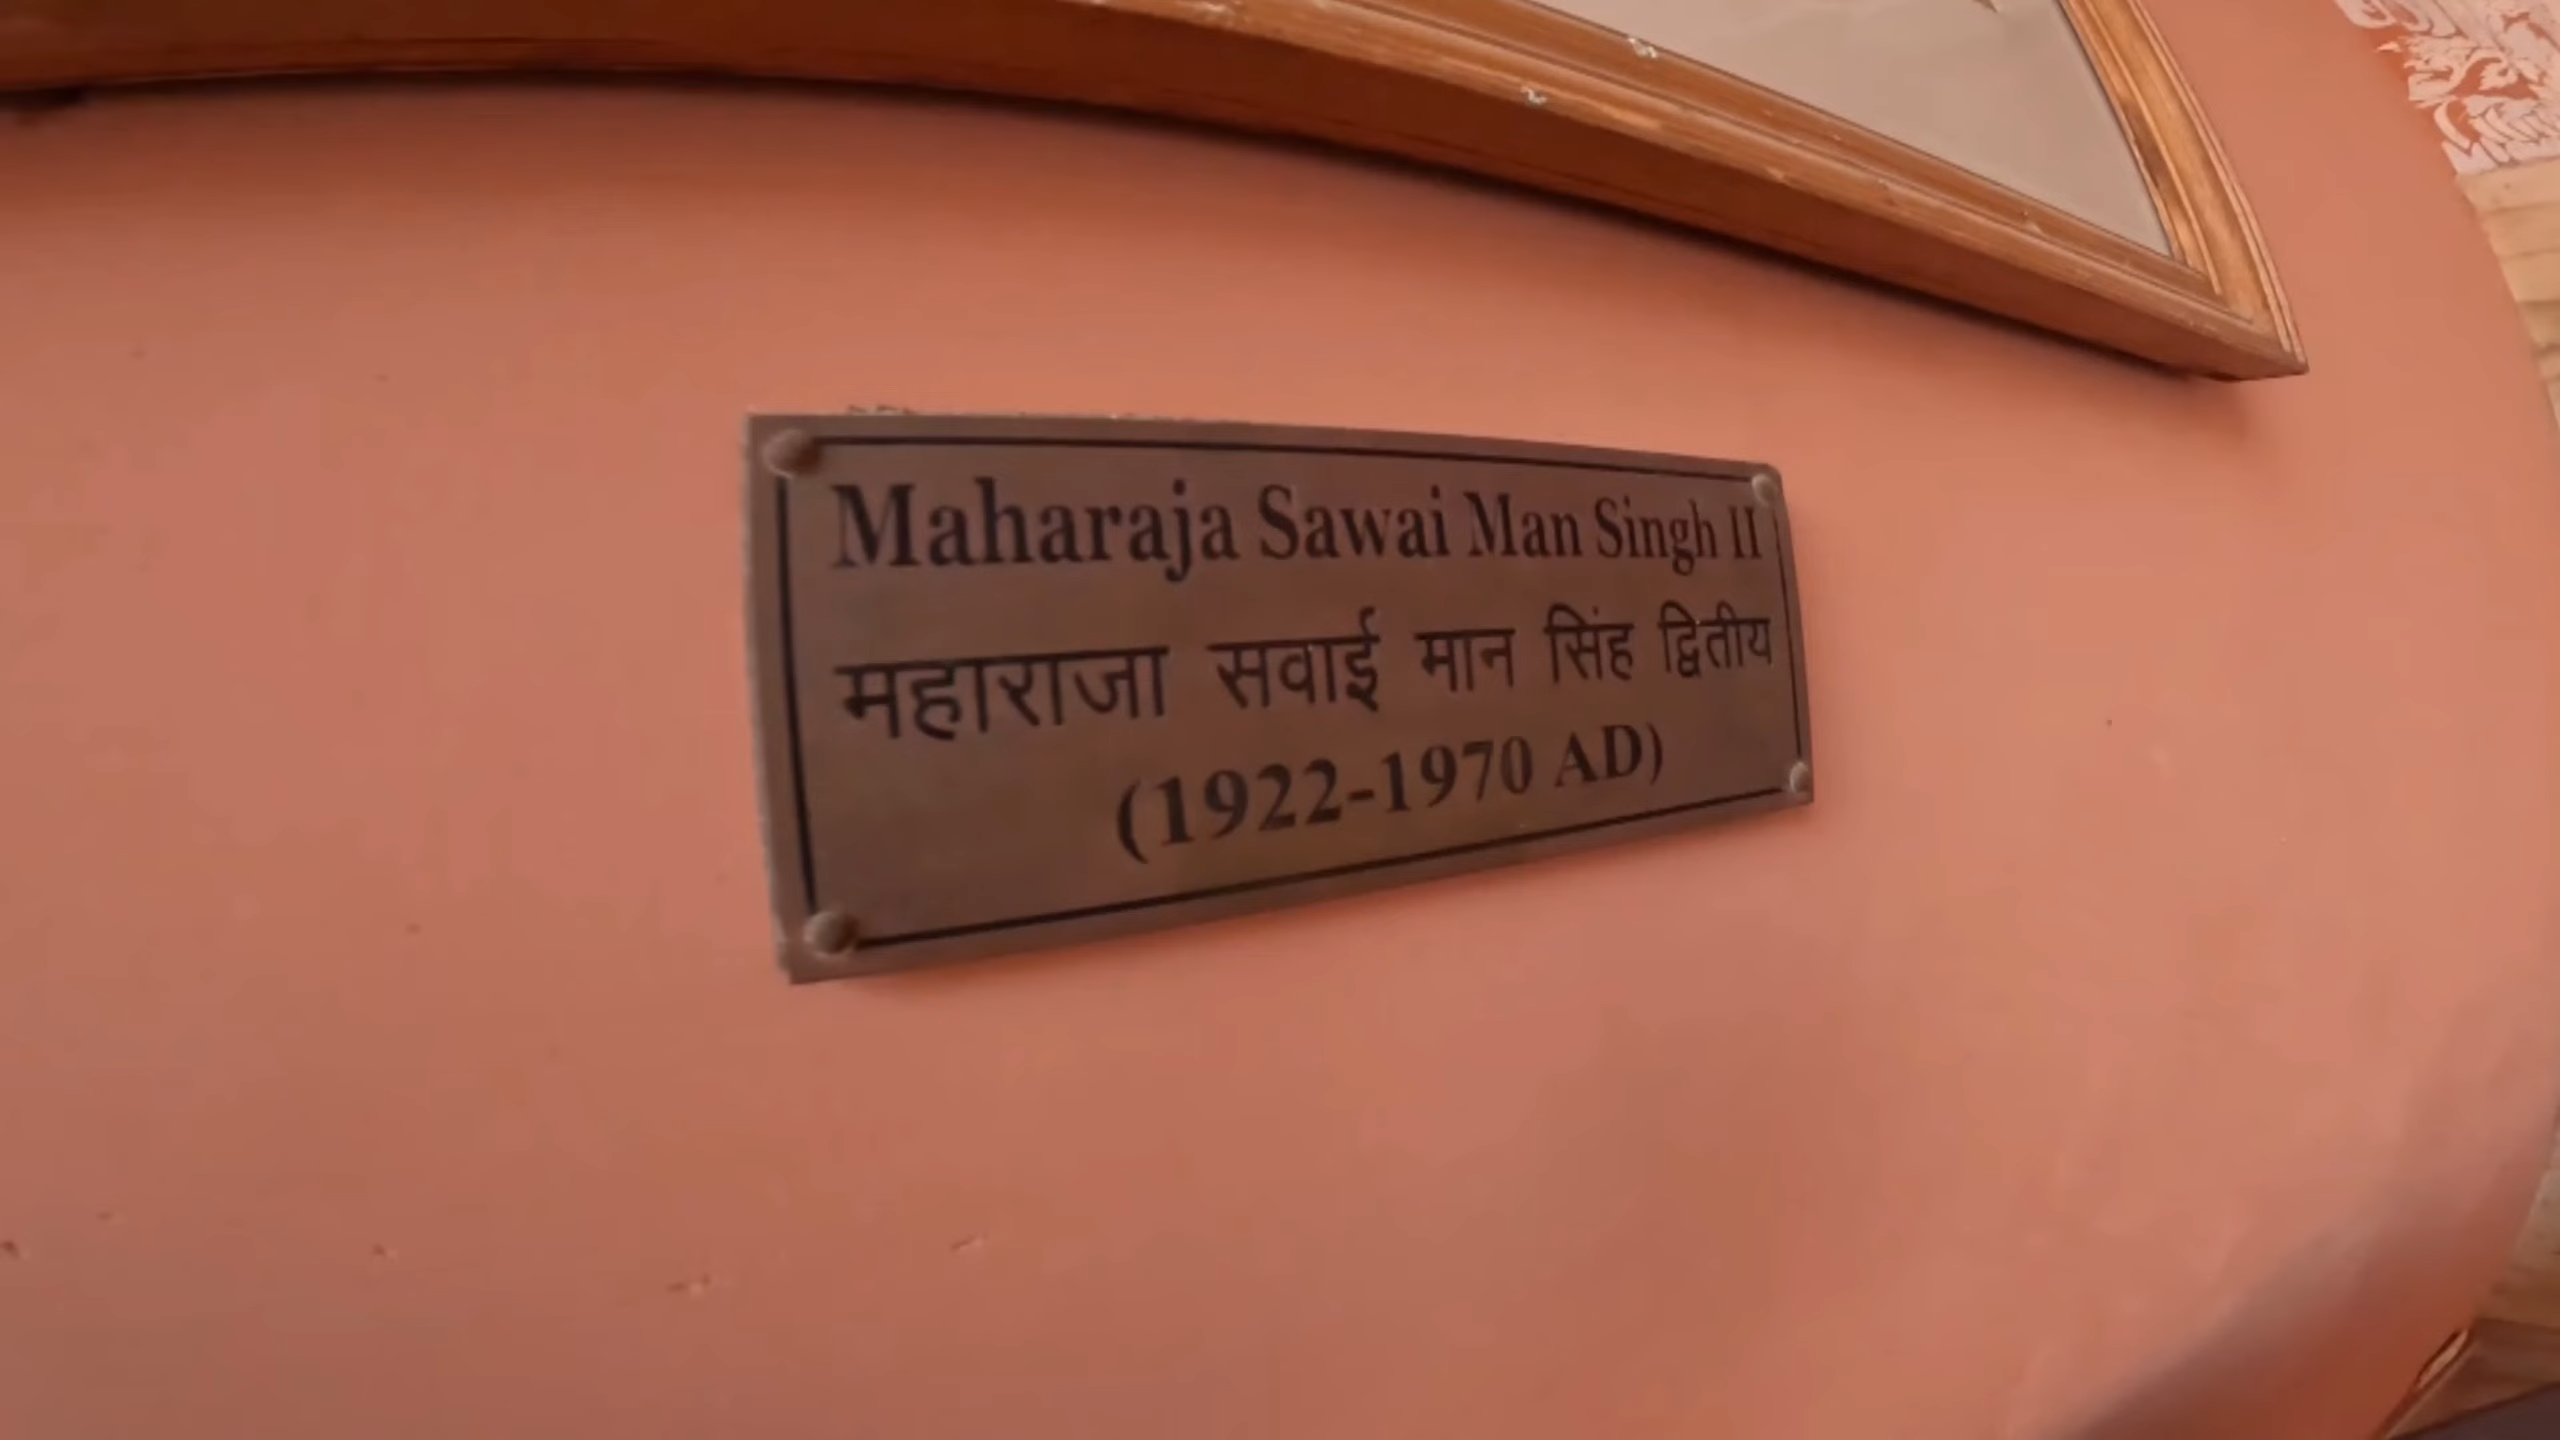 Maharaja Sawai Man Singh II
महाराजा सवाई मान सिंह द्वितीय
(1922-1970 AD)